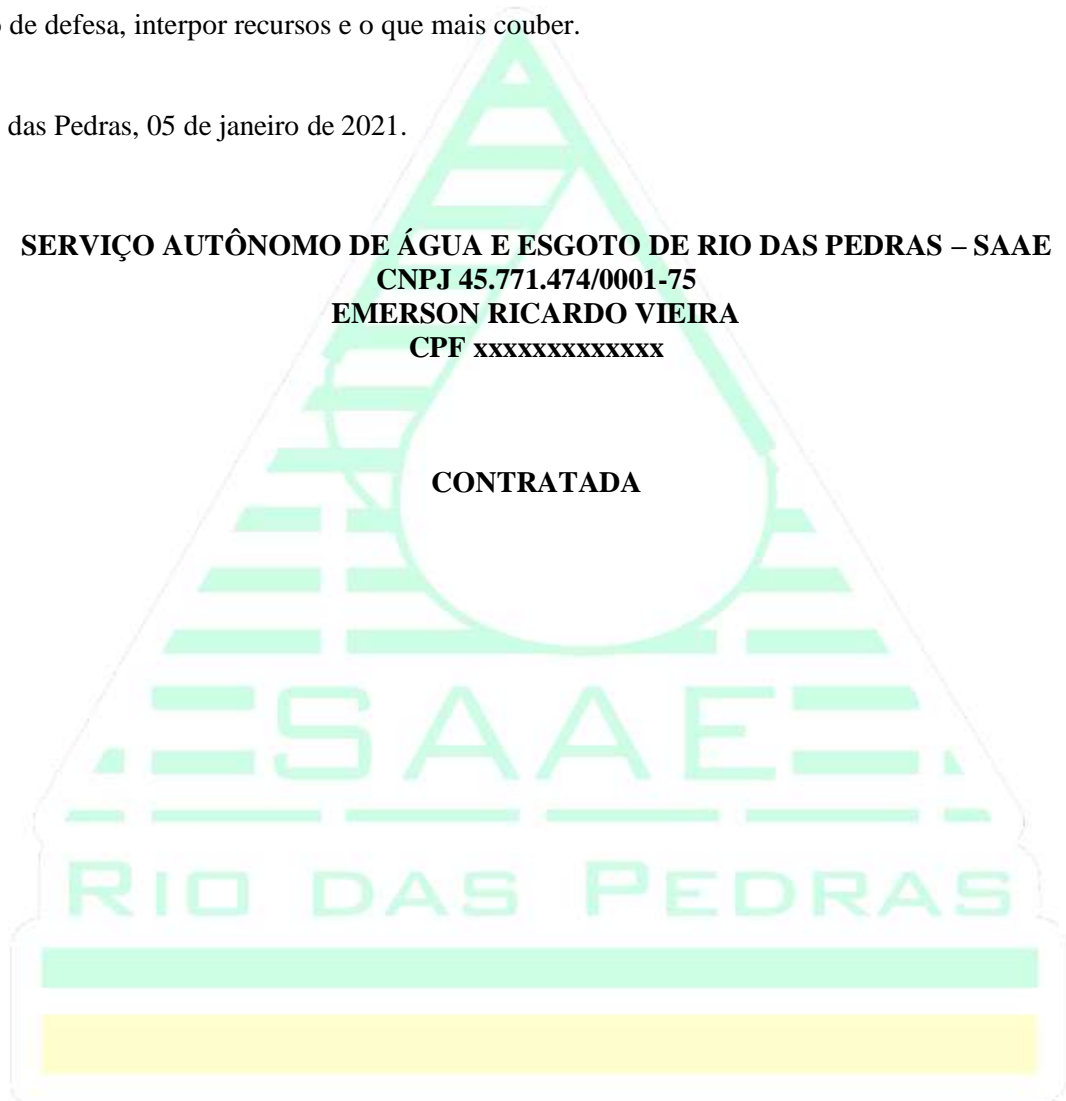 de defesa, interpor recursos e o que mais couber.
das Pedras, 05 de janeiro de 2021.
SERVIÇO AUTÔNOMO DE ÁGUA E ESGOTO DE RIO DAS PEDRAS – SAAE
CNPJ 45.771.474/0001-75
EMERSON RICARDO VIEIRA
CPF xxxxxxxxxxxxx
CONTRATADA
SAAE
RIO DAS PEDRAS